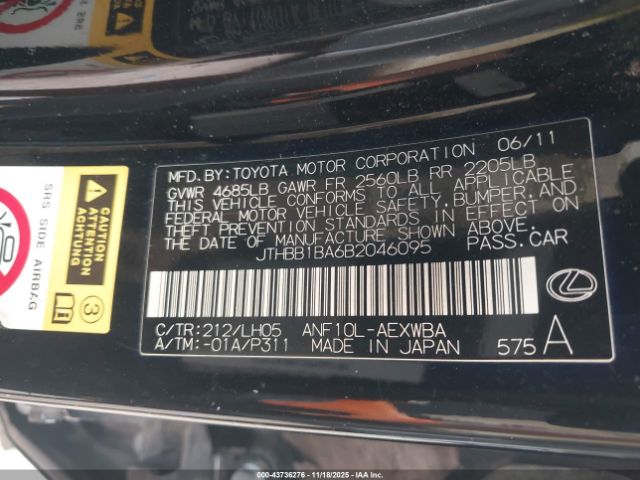 MFD. BY: TOYOTA MOTOR CORPORATION 06/11
GVWR 4685LB GAWR FR 2560LB RR 2205LB
THIS VEHICLE CONFORMS TO ALL APPLICABLE
FEDERAL MOTOR VEHICLE SAFETY, BUMPER, AND
THEFT PREVENTION STANDARDS IN EFFECT ON
THE DATE OF MANUFACTURE SHOWN ABOVE.
JTHBB1BA6B2046095 PASS. CAR
C/TR: 212/LH05 ANF10L-AEXWBA
A/TM: -01A/P311 MADE IN JAPAN 575 A
SRS SIDE AIRBAG
ATTENTION
ACHTUNG
3
000-43736276 - 11/18/2025 - IAAI.COM